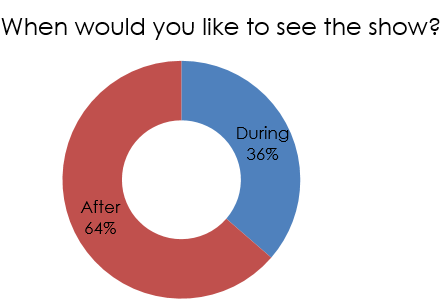 When would you like to see the show?
During
36%
After
64%